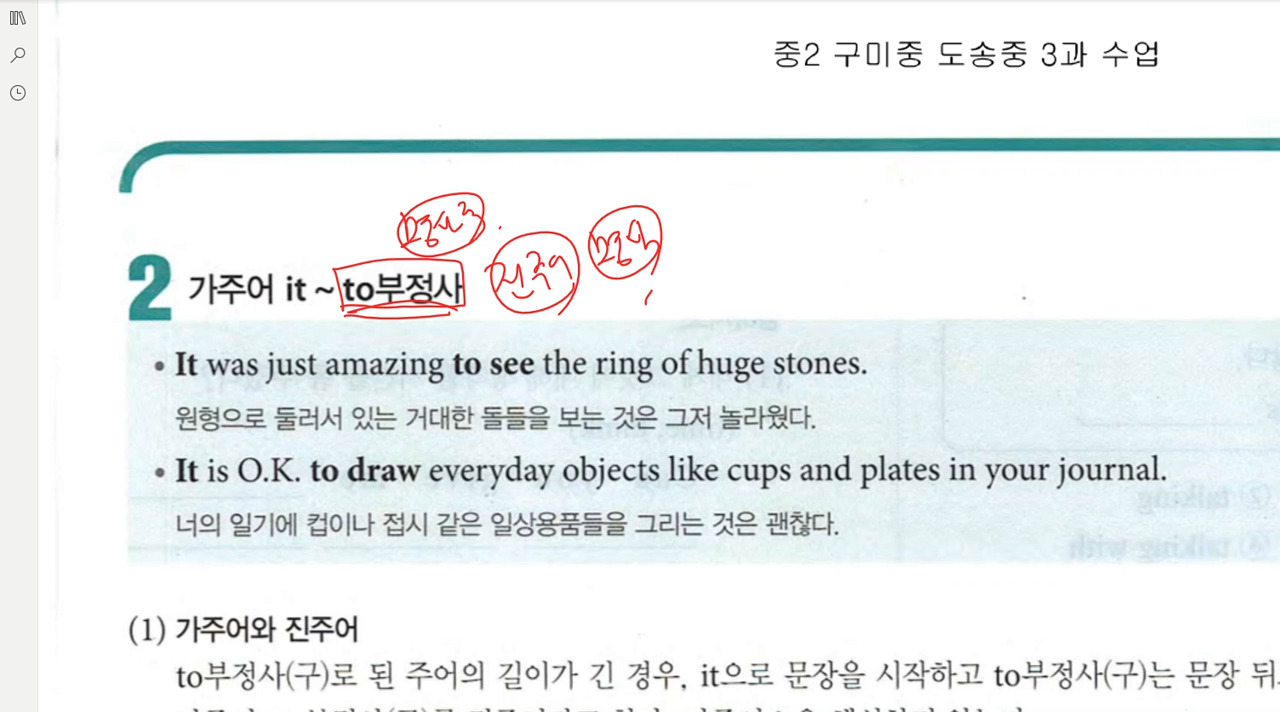 중2 구미중 도송중 3과 수업
진주어
2 가주어 it ~ to부정사
• It was just amazing to see the ring of huge stones.
원형으로 둘러서 있는 거대한 돌들을 보는 것은 그저 놀라웠다.
• It is O.K. to draw everyday objects like cups and plates in your journal.
너의 일기에 컵이나 접시 같은 일상용품들을 그리는 것은 괜찮다.
(1) 가주어와 진주어
to부정사(구)로 된 주어의 길이가 긴 경우, it으로 문장을 시작하고 to부정사(구)는 문장 뒤